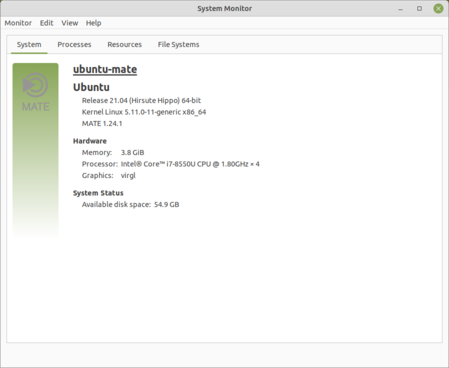 System Monitor
Monitor Edit View Help
System Processes Resources File Systems
MATE
ubuntu-mate
Ubuntu
Release 21.04 (Hirsute Hippo) 64-bit
Kernel Linux 5.11.0-11-generic x86_64
MATE 1.24.1
Hardware
Memory: 3.8 GiB
Processor: Intel® Core™ i7-8550U CPU @ 1.80GHz × 4
Graphics: virgl
System Status
Available disk space: 54.9 GB